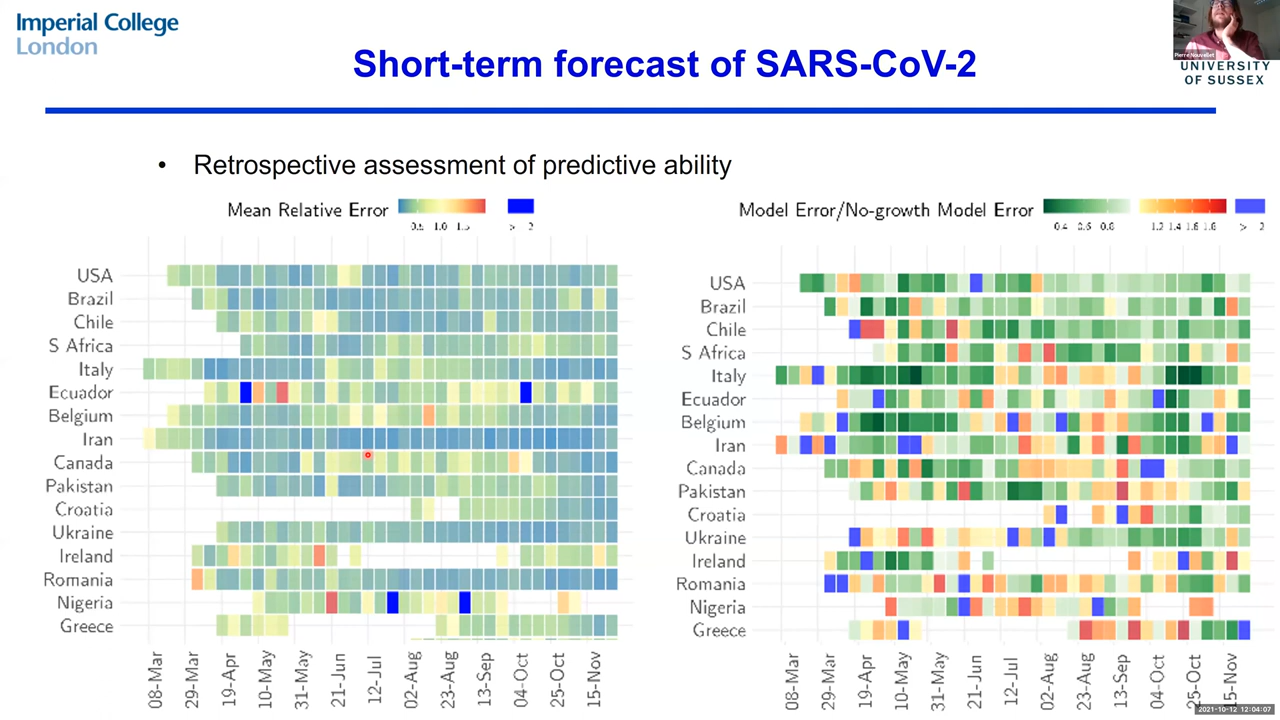 Imperial College
London
Short-term forecast of SARS-CoV-2
UNIVERSITY
OF SUSSEX
• Retrospective assessment of predictive ability
Mean Relative Error
1.0
> 2
Model Error/No-growth Model Error
0.4 0.6 0.8
1.2 1.4 1.6 1.8
> 2
USA
Brazil
Chile
S Africa
Italy
Ecuador
Belgium
Iran
Canada
Pakistan
Croatia
Ukraine
Ireland
Romania
Nigeria
Greece
08-Mar
29-Mar
19-Apr
10-May
31-May
21-Jun
12-Jul
02-Aug
23-Aug
13-Sep
04-Oct
25-Oct
15-Nov
USA
Brazil
Chile
S Africa
Italy
Ecuador
Belgium
Iran
Canada
Pakistan
Croatia
Ukraine
Ireland
Romania
Nigeria
Greece
08-Mar
29-Mar
19-Apr
10-May
31-May
21-Jun
12-Jul
02-Aug
23-Aug
13-Sep
04-Oct
25-Oct
15-Nov
2021-10-12 12:04:07